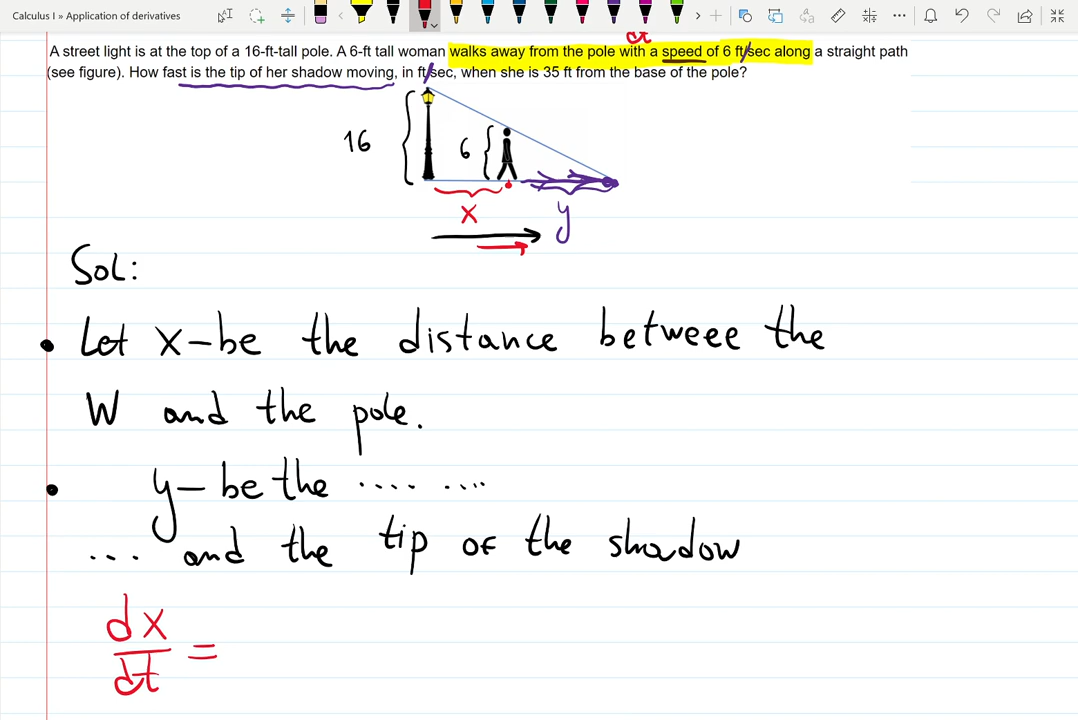 Calculus I » Application of derivatives
dt
A street light is at the top of a 16-ft-tall pole. A 6-ft tall woman walks away from the pole with a speed of 6 ft/sec along a straight path
(see figure). How fast is the tip of her shadow moving, in ft/sec, when she is 35 ft from the base of the pole?
16
6
x
y
Sol:
• Let x-be the distance betweee the
W and the pole.
• y- be the .... ....
... and the tip of the shadow
dx/dt =